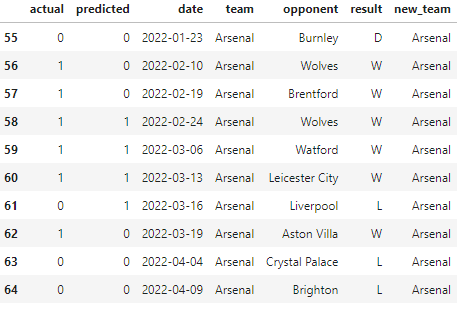 actual predicted date team opponent result new_team
55 0 0 2022-01-23 Arsenal Burnley D Arsenal
56 1 0 2022-02-10 Arsenal Wolves W Arsenal
57 1 0 2022-02-19 Arsenal Brentford W Arsenal
58 1 1 2022-02-24 Arsenal Wolves W Arsenal
59 1 1 2022-03-06 Arsenal Watford W Arsenal
60 1 1 2022-03-13 Arsenal Leicester City W Arsenal
61 0 1 2022-03-16 Arsenal Liverpool L Arsenal
62 1 0 2022-03-19 Arsenal Aston Villa W Arsenal
63 0 0 2022-04-04 Arsenal Crystal Palace L Arsenal
64 0 0 2022-04-09 Arsenal Brighton L Arsenal